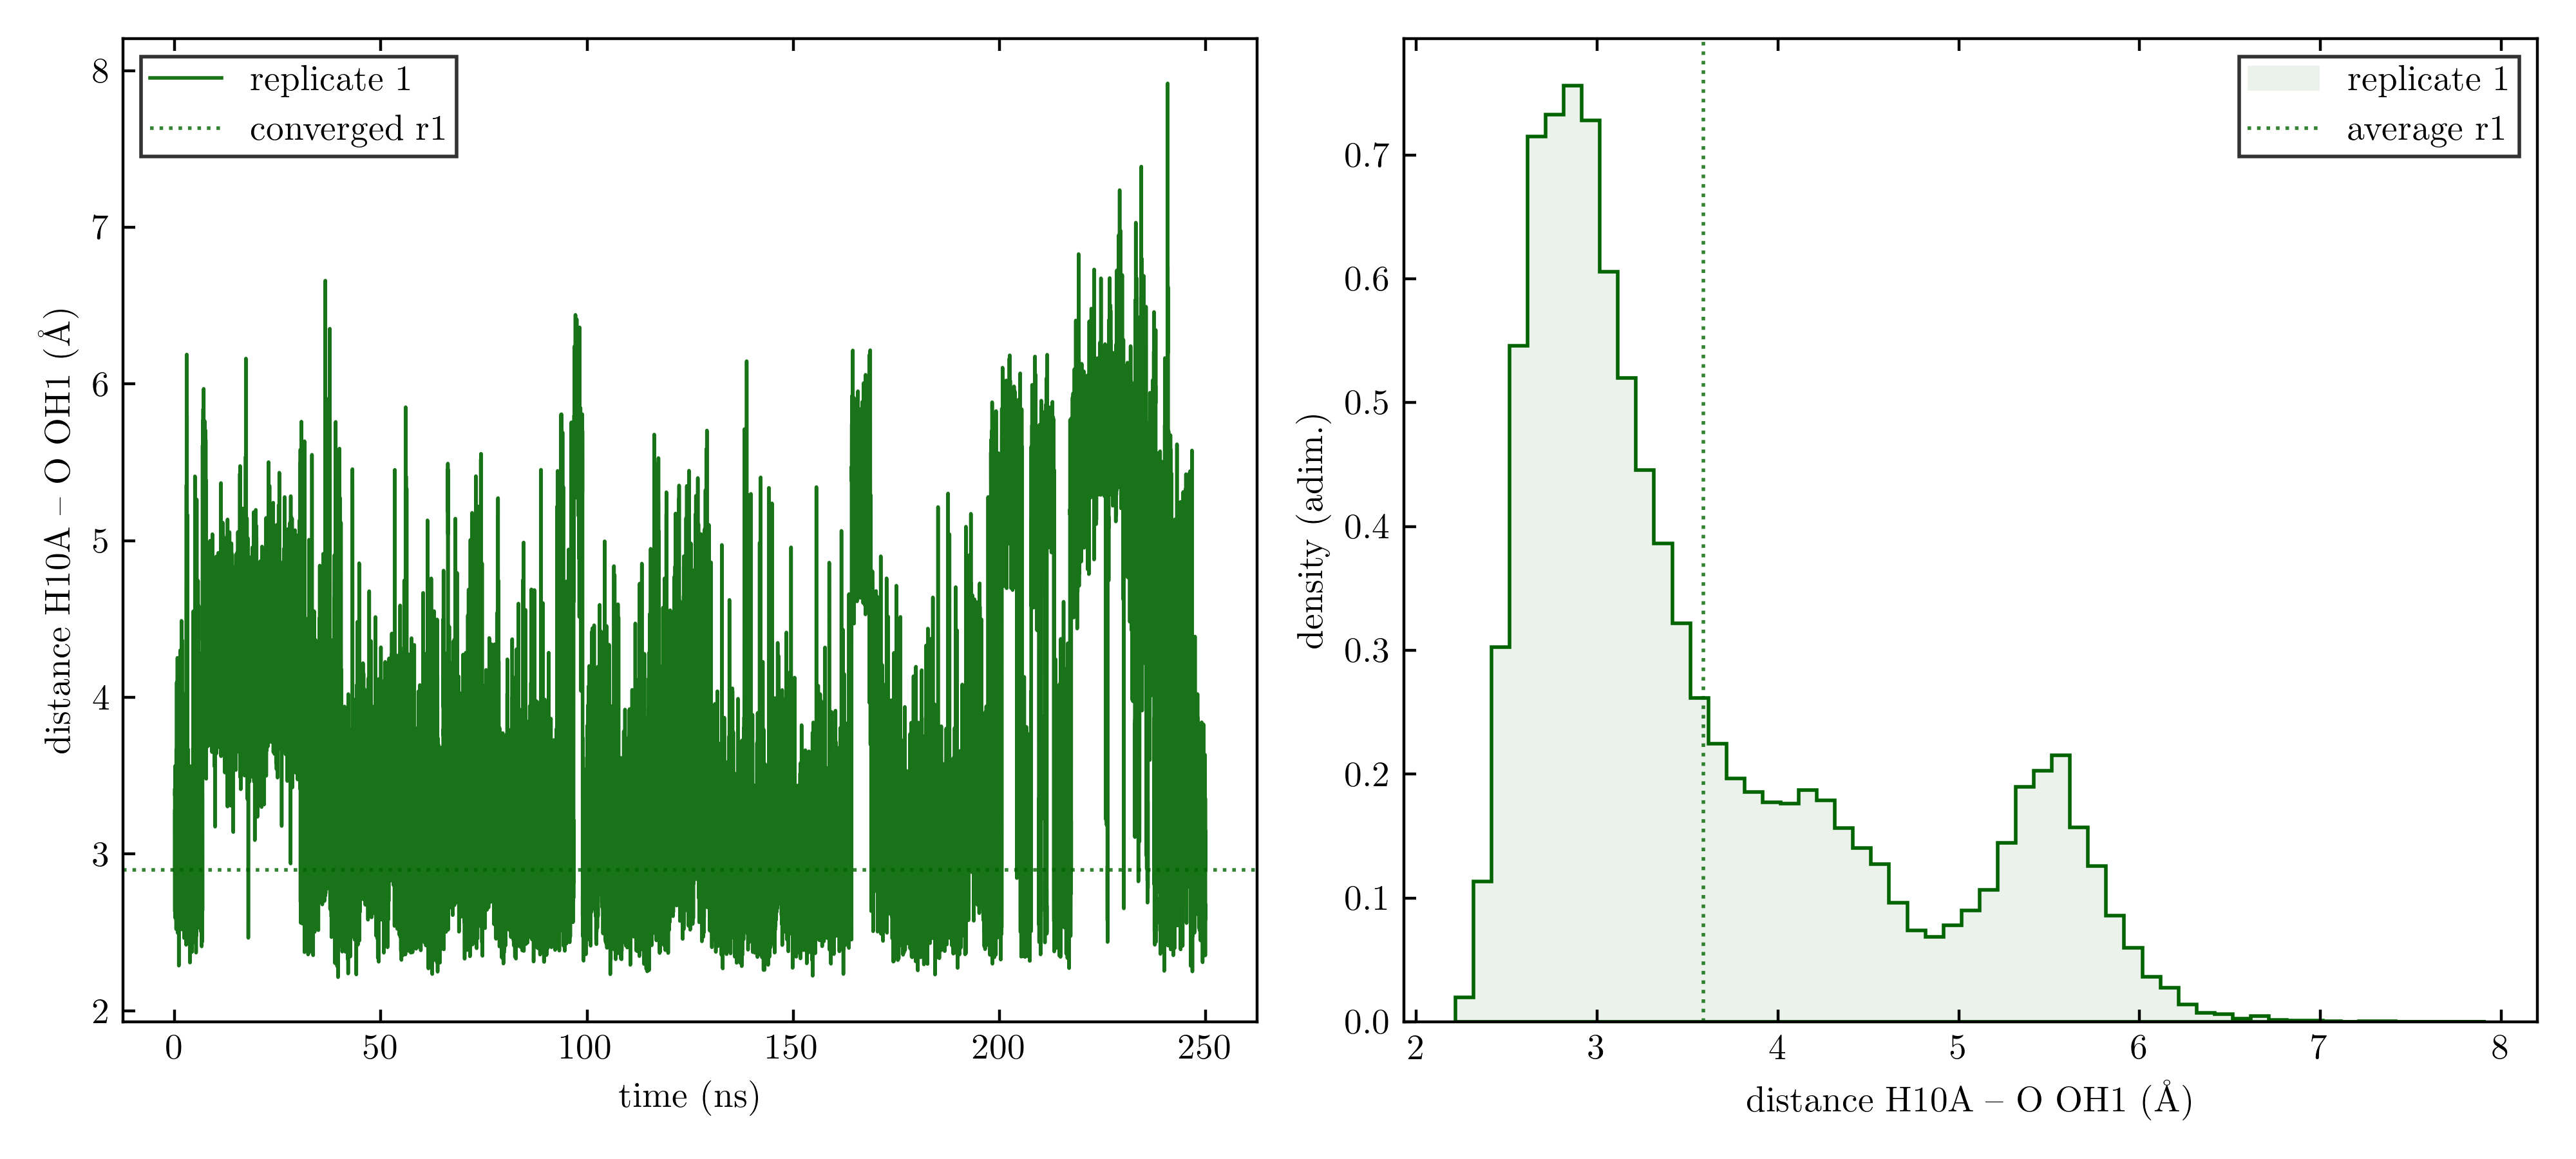 replicate 1
converged r1
8
7
6
5
4
3
2
distance H10A – O OH1 (Å)
0 50 100 150 200 250
time (ns)
replicate 1
average r1
0.7
0.6
0.5
0.4
0.3
0.2
0.1
0.0
density (adim.)
2 3 4 5 6 7 8
distance H10A – O OH1 (Å)